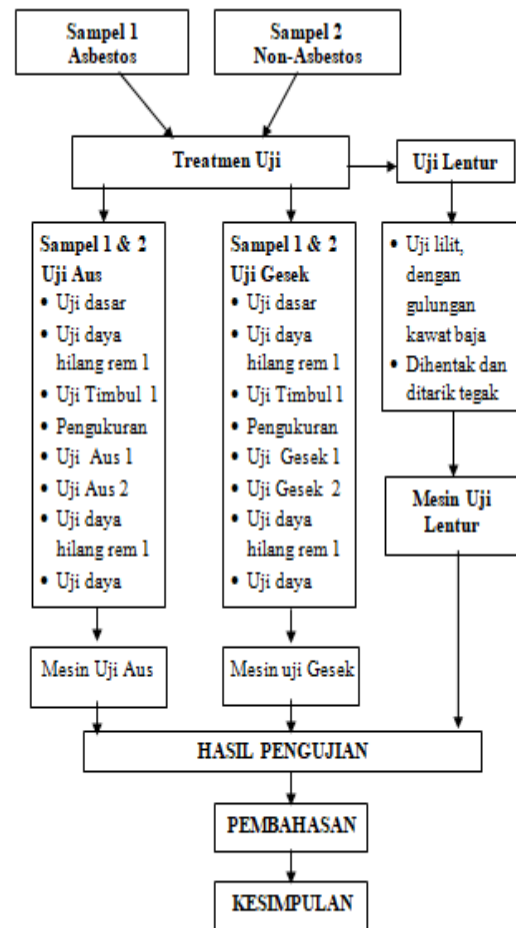 Sampel 1
Asbestos
Sampel 2
Non-Asbestos
Treatmen Uji
Uji Lentur
Sampel 1 & 2
Uji Aus
• Uji dasar
• Uji daya
hilang rem 1
• Uji Timbul 1
• Pengukuran
• Uji Aus 1
• Uji Aus 2
• Uji daya
hilang rem 1
• Uji daya
Sampel 1 & 2
Uji Gesek
• Uji dasar
• Uji daya
hilang rem 1
• Uji Timbul 1
• Pengukuran
• Uji Gesek 1
• Uji Gesek 2
• Uji daya
hilang rem 1
• Uji daya
• Uji lilit,
dengan
gulungan
kawat baja
• Dihentak dan
ditarik tegak
Mesin Uji
Lentur
Mesin Uji Aus
Mesin uji Gesek
HASIL PENGUJIAN
PEMBAHASAN
KESIMPULAN